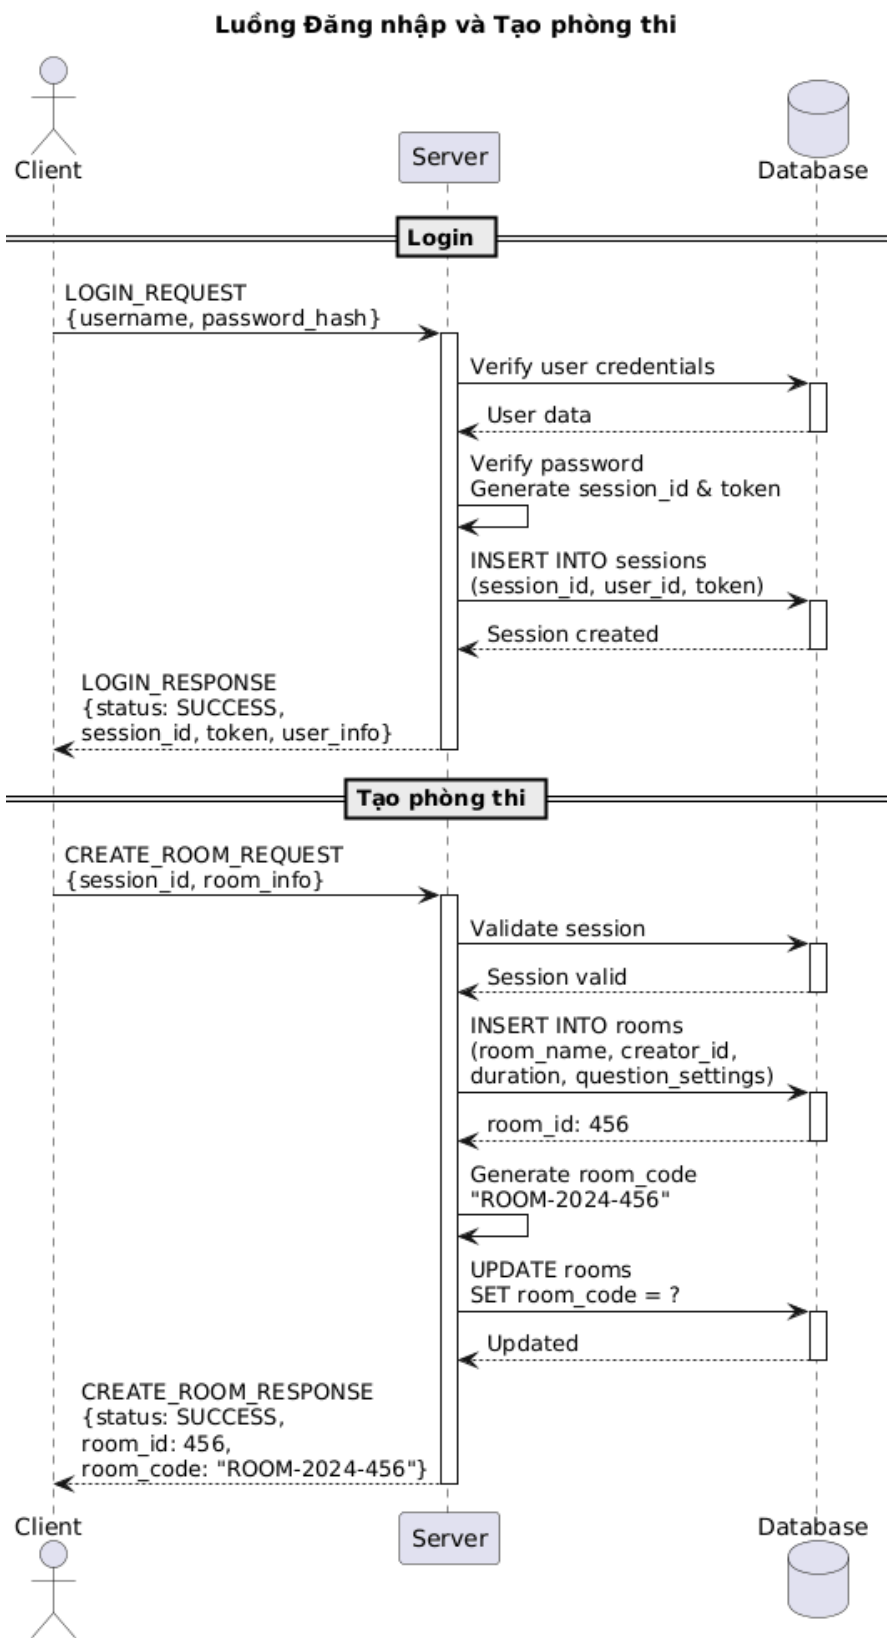 Luồng Đăng nhập và Tạo phòng thi
Client
Server
Database
Login
LOGIN_REQUEST
{username, password_hash}
Verify user credentials
User data
Verify password
Generate session_id & token
INSERT INTO sessions
(session_id, user_id, token)
Session created
LOGIN_RESPONSE
{status: SUCCESS,
session_id, token, user_info}
Tạo phòng thi
CREATE_ROOM_REQUEST
{session_id, room_info}
Validate session
Session valid
INSERT INTO rooms
(room_name, creator_id,
duration, question_settings)
room_id: 456
Generate room_code
"ROOM-2024-456"
UPDATE rooms
SET room_code = ?
Updated
CREATE_ROOM_RESPONSE
{status: SUCCESS,
room_id: 456,
room_code: "ROOM-2024-456"}
Client
Server
Database